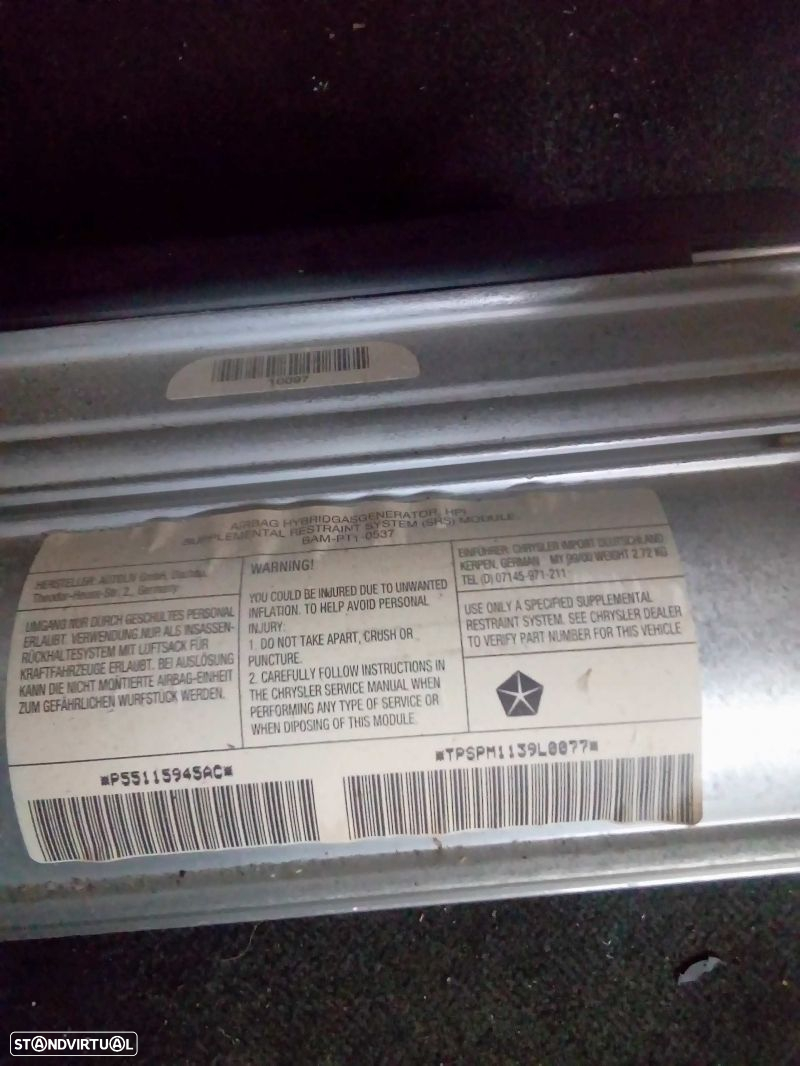 10097
AIRBAG HYBRIDGASGENERATOR, HPI
SUPPLEMENTAL RESTRAINT SYSTEM (SRS) MODULE
BAM-PT1-0537
HERSTELLER: AUTOLIV GmbH, Dachau,
Theodor-Heuss-Str. 2., Germany
UMGANG NUR DURCH GESCHULTES PERSONAL
ERLAUBT. VERWENDUNG NUR ALS INSASSEN-
RÜCKHALTESYSTEM MIT LUFTSACK FÜR
KRAFTFAHRZEUGE ERLAUBT. BEI AUSLÖSUNG
KANN DIE NICHT MONTIERTE AIRBAG-EINHEIT
ZUM GEFÄHRLICHEN WURFSTÜCK WERDEN.
WARNING!
YOU COULD BE INJURED DUE TO UNWANTED
INFLATION. TO HELP AVOID PERSONAL
INJURY:
1. DO NOT TAKE APART, CRUSH OR
PUNCTURE.
2. CAREFULLY FOLLOW INSTRUCTIONS IN
THE CHRYSLER SERVICE MANUAL WHEN
PERFORMING ANY TYPE OF SERVICE OR
WHEN DIPOSING OF THIS MODULE.
EINFÜHRER: CHRYSLER IMPORT DEUTSCHLAND
KERPEN, GERMAN MY 99/00 WEIGHT 2.72 KG
TEL (D) 07145-971-211
USE ONLY A SPECIFIED SUPPLEMENTAL
RESTRAINT SYSTEM. SEE CHRYSLER DEALER
TO VERIFY PART NUMBER FOR THIS VEHICLE
*P55115945AC*
*TPSPM1139L0077*
STANDVIRTUAL